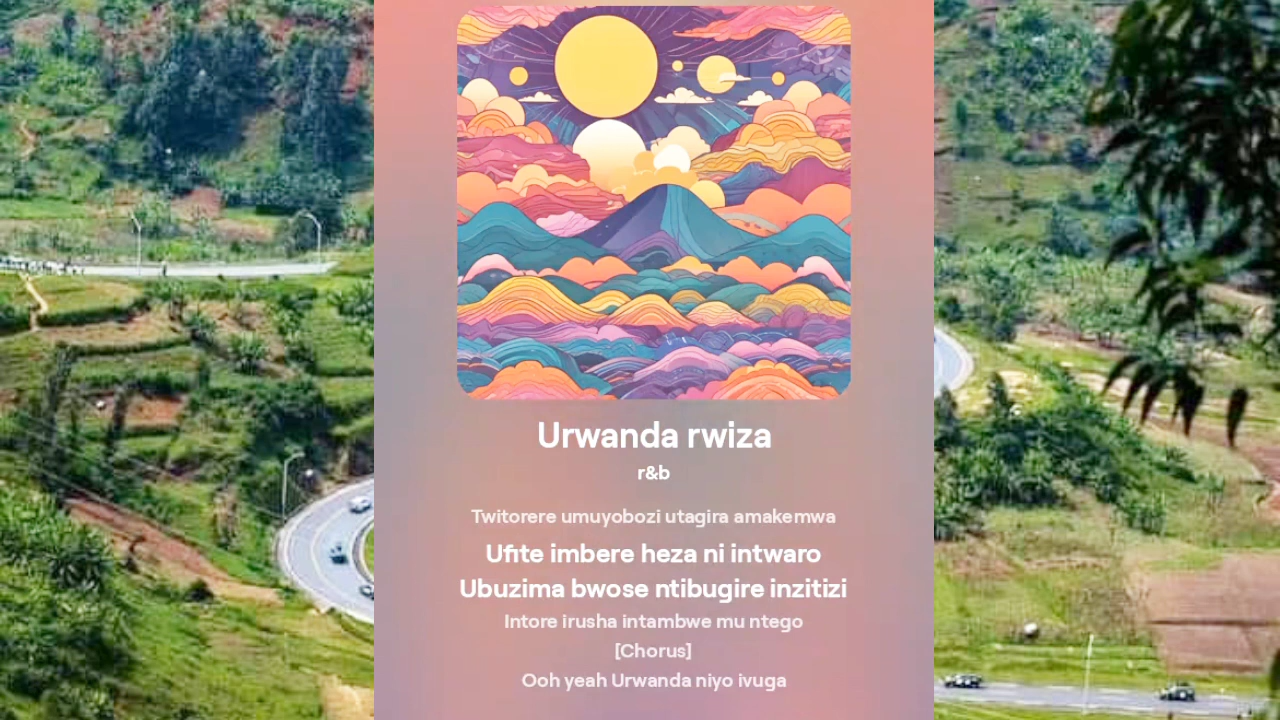 Urwanda rwiza
r&b
Twitorere umuyobozi utagira amakemwa
Ufite imbere heza ni intwaro
Ubuzima bwose ntibugire inzitizi
Intore irusha intambwe mu ntego
[Chorus]
Ooh yeah Urwanda niyo ivuga